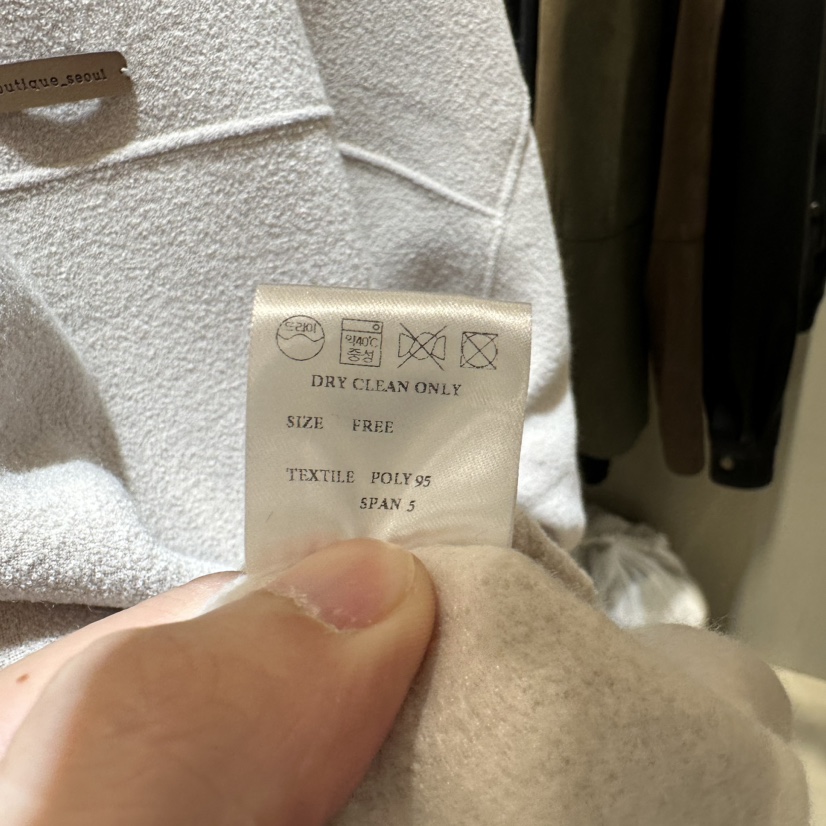 outique_seoul
드라이
약40℃
중성
DRY CLEAN ONLY
SIZE FREE
TEXTILE POLY 95
SPAN 5